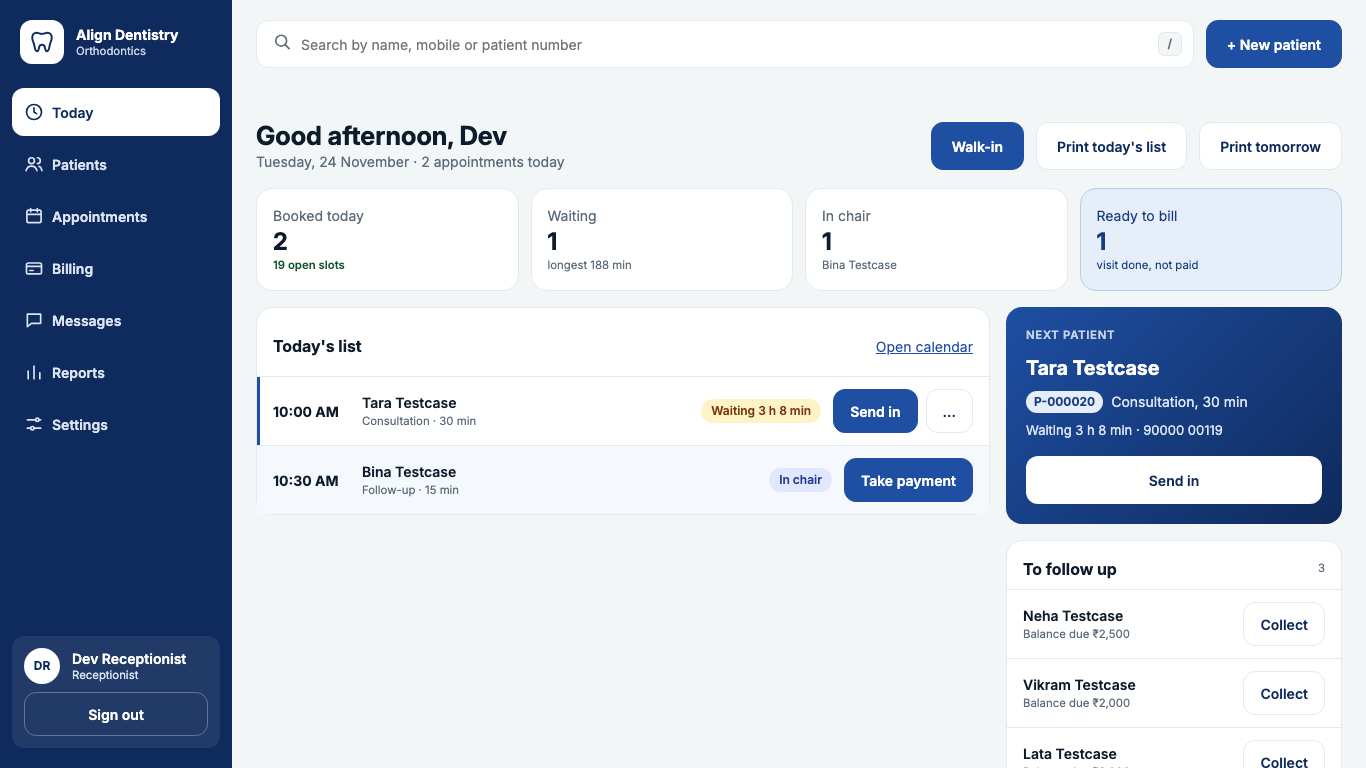 Align Dentistry
Orthodontics
Today
Patients
Appointments
Billing
Messages
Reports
Settings
DR
Dev Receptionist
Receptionist
Sign out
Search by name, mobile or patient number
/
+ New patient
Good afternoon, Dev
Tuesday, 24 November · 2 appointments today
Walk-in
Print today's list
Print tomorrow
Booked today
2
19 open slots
Waiting
1
longest 188 min
In chair
1
Bina Testcase
Ready to bill
1
visit done, not paid
Today's list
Open calendar
10:00 AM
Tara Testcase
Consultation · 30 min
Waiting 3 h 8 min
Send in
...
10:30 AM
Bina Testcase
Follow-up · 15 min
In chair
Take payment
NEXT PATIENT
Tara Testcase
P-000020 Consultation, 30 min
Waiting 3 h 8 min · 90000 00119
Send in
To follow up
3
Neha Testcase
Balance due ₹2,500
Collect
Vikram Testcase
Balance due ₹2,000
Collect
Lata Testcase
Collect